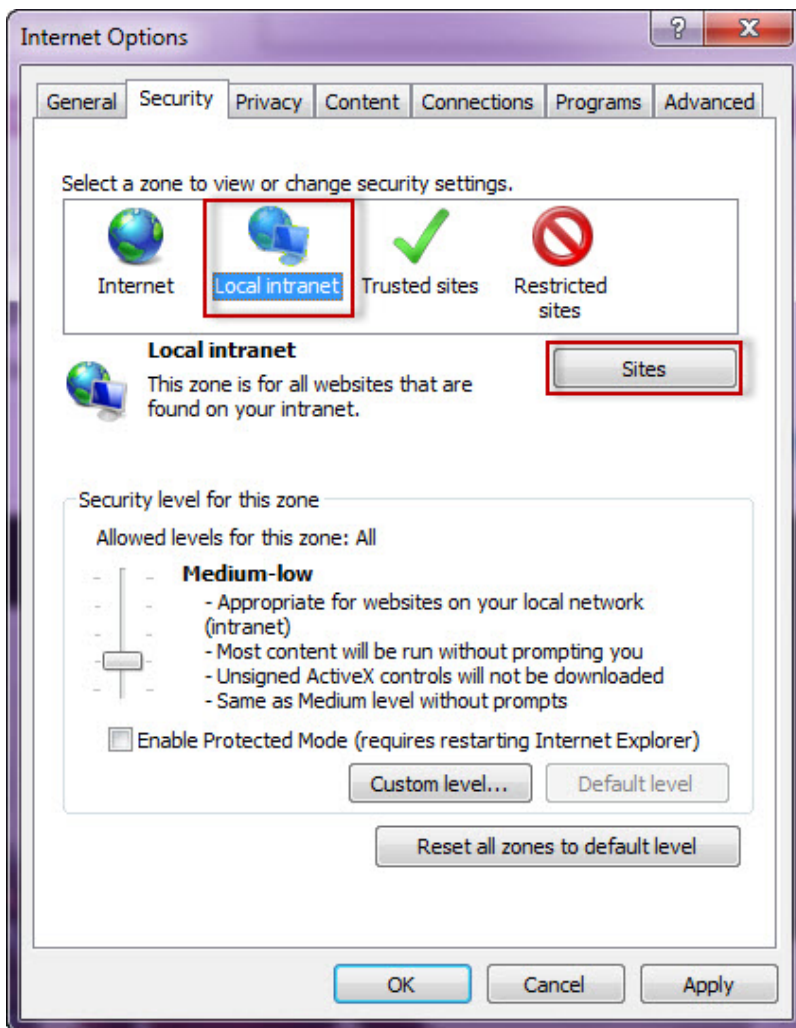 Internet Options
General Security Privacy Content Connections Programs Advanced
Select a zone to view or change security settings.
Internet Local intranet Trusted sites Restricted
sites
Local intranet
Sites
This zone is for all websites that are
found on your intranet.
Security level for this zone
Allowed levels for this zone: All
Medium-low
- Appropriate for websites on your local network
(intranet)
- Most content will be run without prompting you
- Unsigned ActiveX controls will not be downloaded
- Same as Medium level without prompts
Enable Protected Mode (requires restarting Internet Explorer)
Custom level... Default level
Reset all zones to default level
OK Cancel Apply